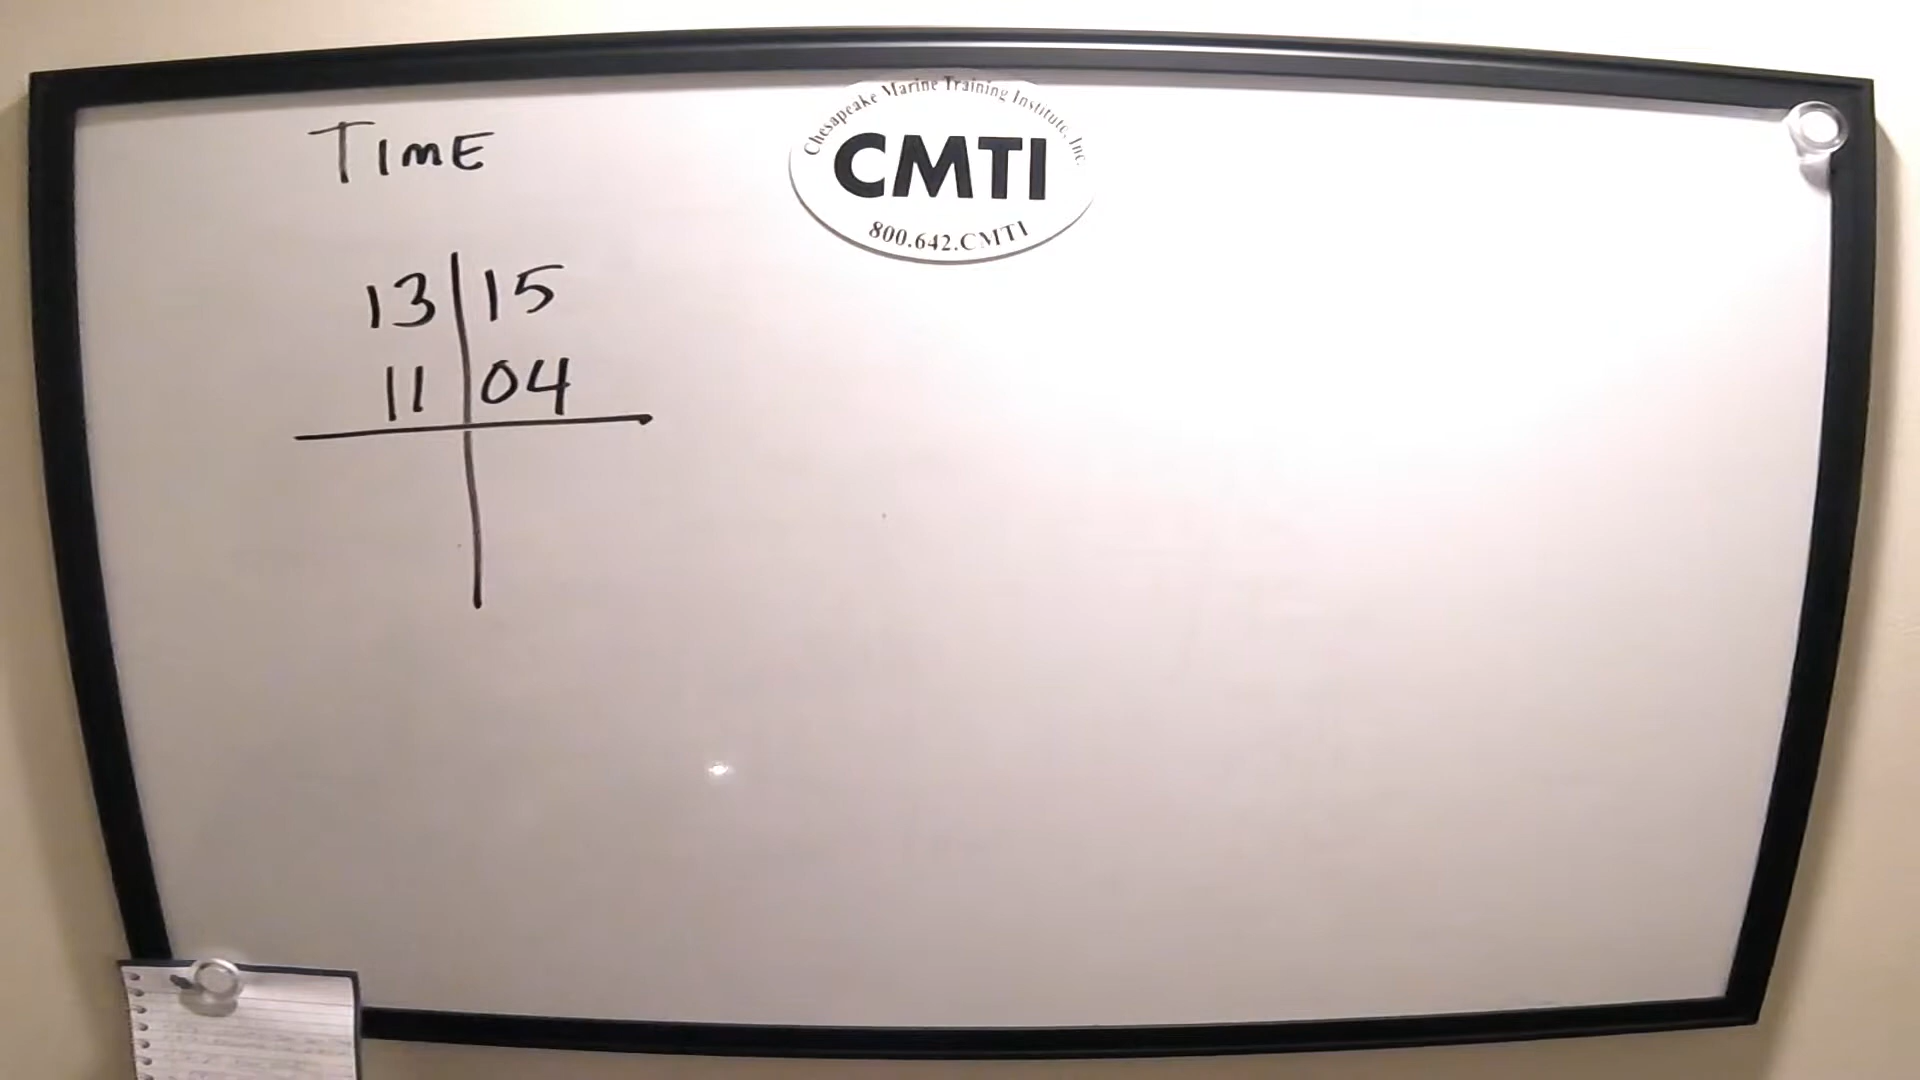 Chesapeake Marine Training Institute, Inc.
CMTI
800.642.CMTI
TIME
13 | 15
11 | 04